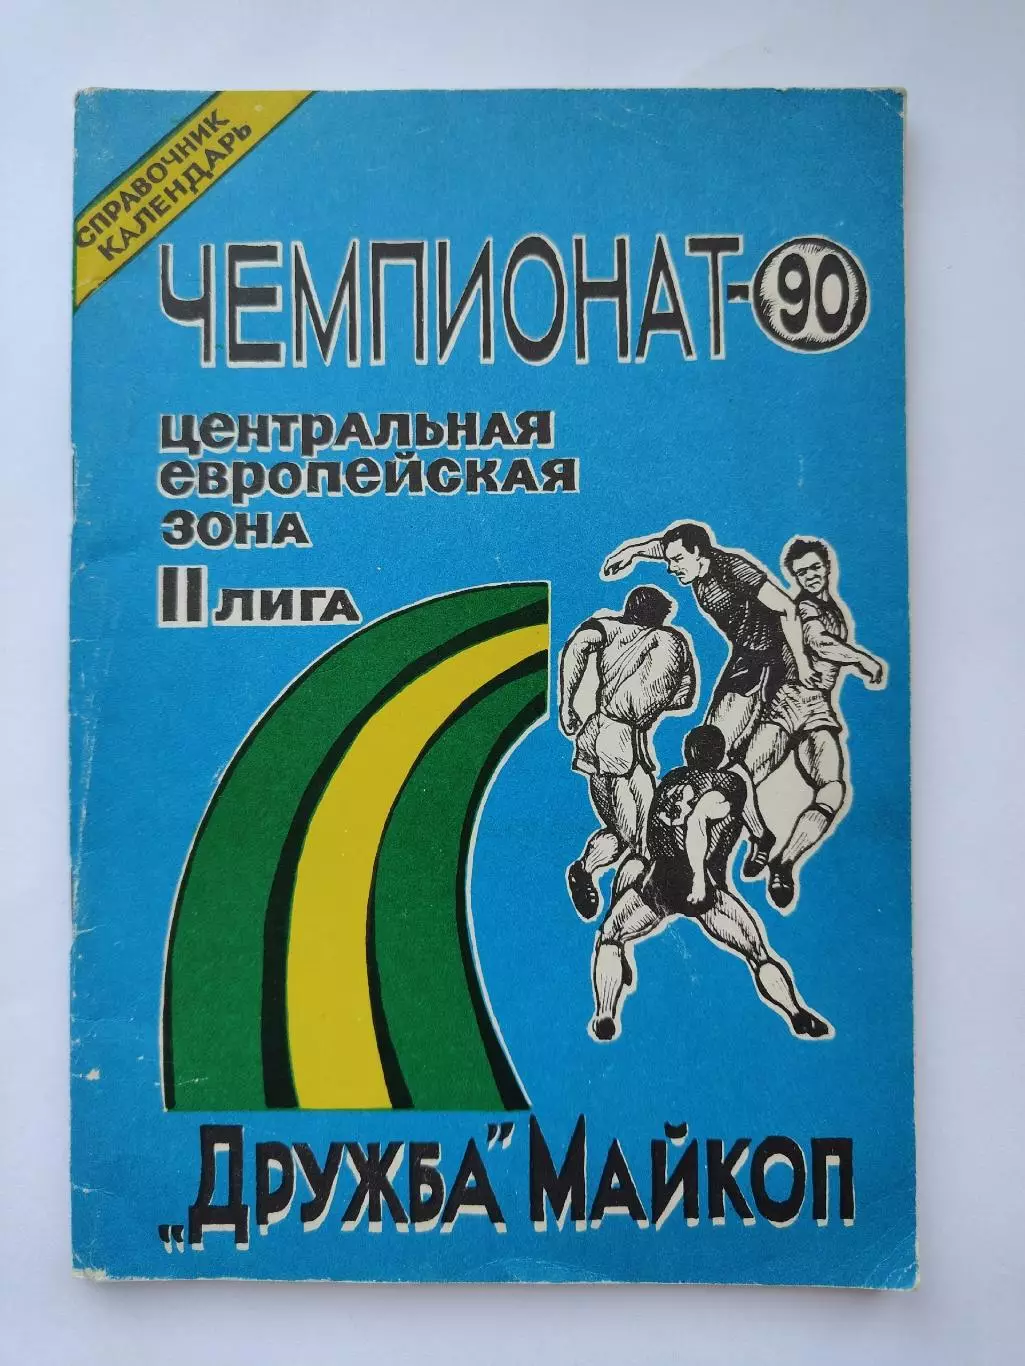 СПРАВОЧНИК
КАЛЕНДАРЬ
ЧЕМПИОНАТ-90
ЦЕНТРАЛЬНАЯ
ЕВРОПЕЙСКАЯ
ЗОНА
II ЛИГА
„ДРУЖБА" МАЙКОП